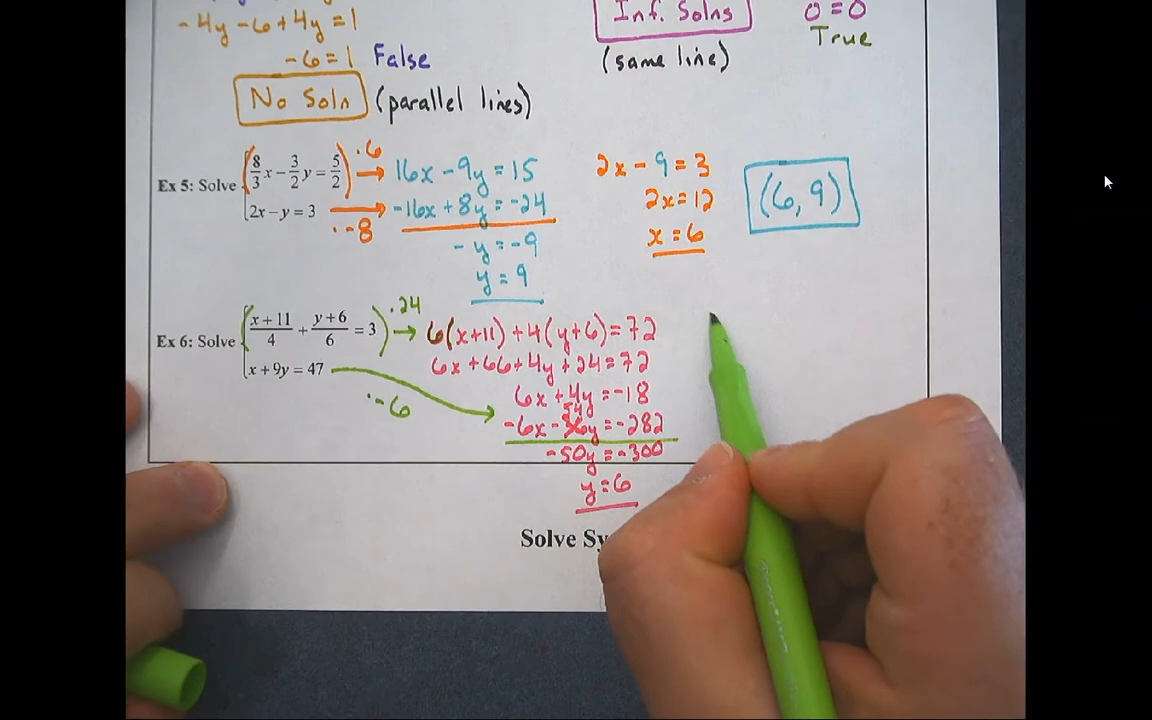 -4y-6+4y=1
-6=1 False
No Soln (parallel lines)
Inf. Solns
(same line)
0=0
True
Ex 5: Solve
8/3 x - 3/2 y = 5/2
2x - y = 3
·6
·-8
16x-9y=15
-16x+8y=-24
-y=-9
y=9
2x-9=3
2x=12
x=6
(6,9)
Ex 6: Solve
x+11/4 + y+6/6 = 3
x+9y=47
·24
·-6
6(x+11)+4(y+6)=72
6x+66+4y+24=72
6x+4y=-18
54y
-6x-36y=-282
-50y=-300
y=6
Solve Sy